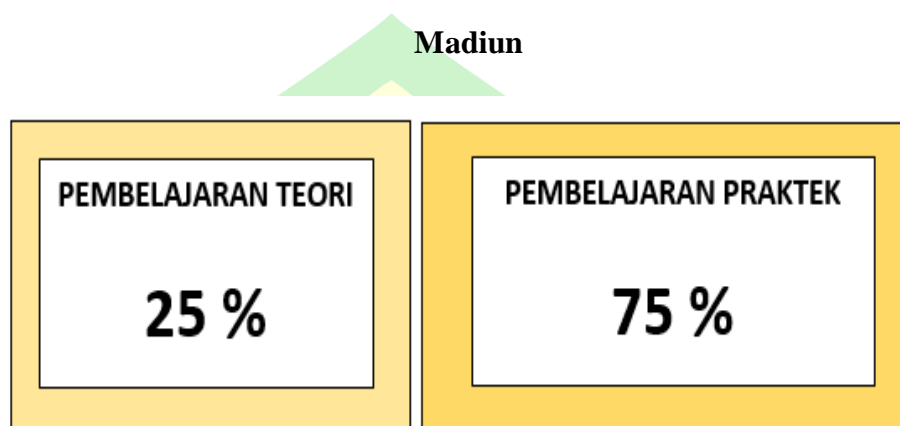 Madiun
PEMBELAJARAN TEORI
25 %
PEMBELAJARAN PRAKTEK
75 %